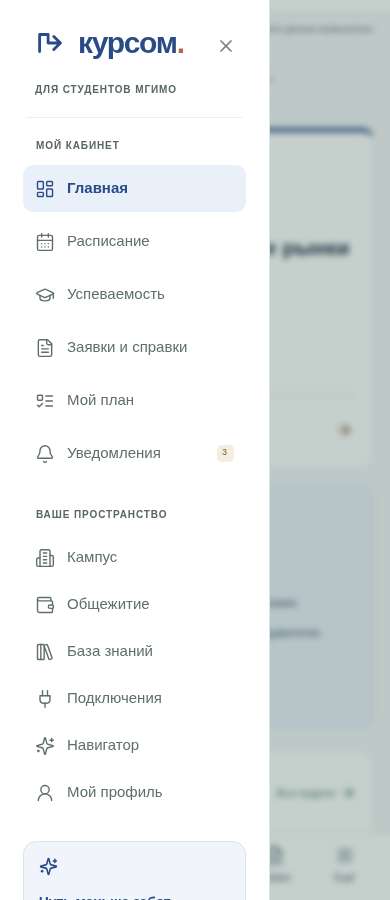 курсом.
ДЛЯ СТУДЕНТОВ МГИМО
МОЙ КАБИНЕТ
Главная
Расписание
Успеваемость
Заявки и справки
Мой план
Уведомления 3
ВАШЕ ПРОСТРАНСТВО
Кампус
Общежитие
База знаний
Подключения
Навигатор
Мой профиль
рынки